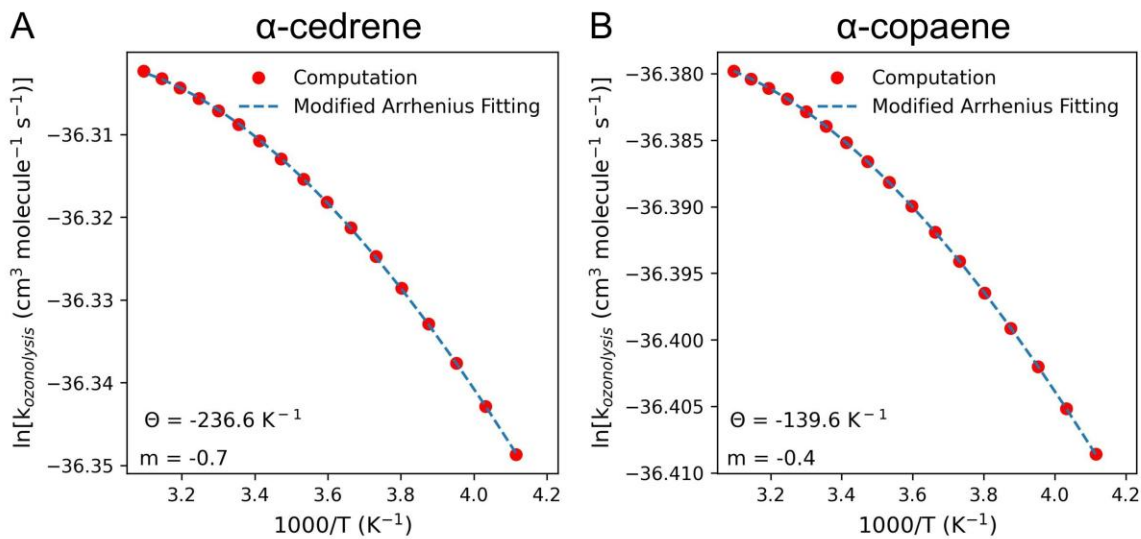 A
α-cedrene
Computation
Modified Arrhenius Fitting
−36.31
−36.32
−36.33
−36.34
−36.35
ln[k_ozonolysis (cm³ molecule⁻¹ s⁻¹)]
Θ = -236.6 K⁻¹
m = -0.7
3.2 3.4 3.6 3.8 4.0 4.2
1000/T (K⁻¹)
B
α-copaene
Computation
Modified Arrhenius Fitting
−36.380
−36.385
−36.390
−36.395
−36.400
−36.405
−36.410
ln[k_ozonolysis (cm³ molecule⁻¹ s⁻¹)]
Θ = -139.6 K⁻¹
m = -0.4
3.2 3.4 3.6 3.8 4.0 4.2
1000/T (K⁻¹)